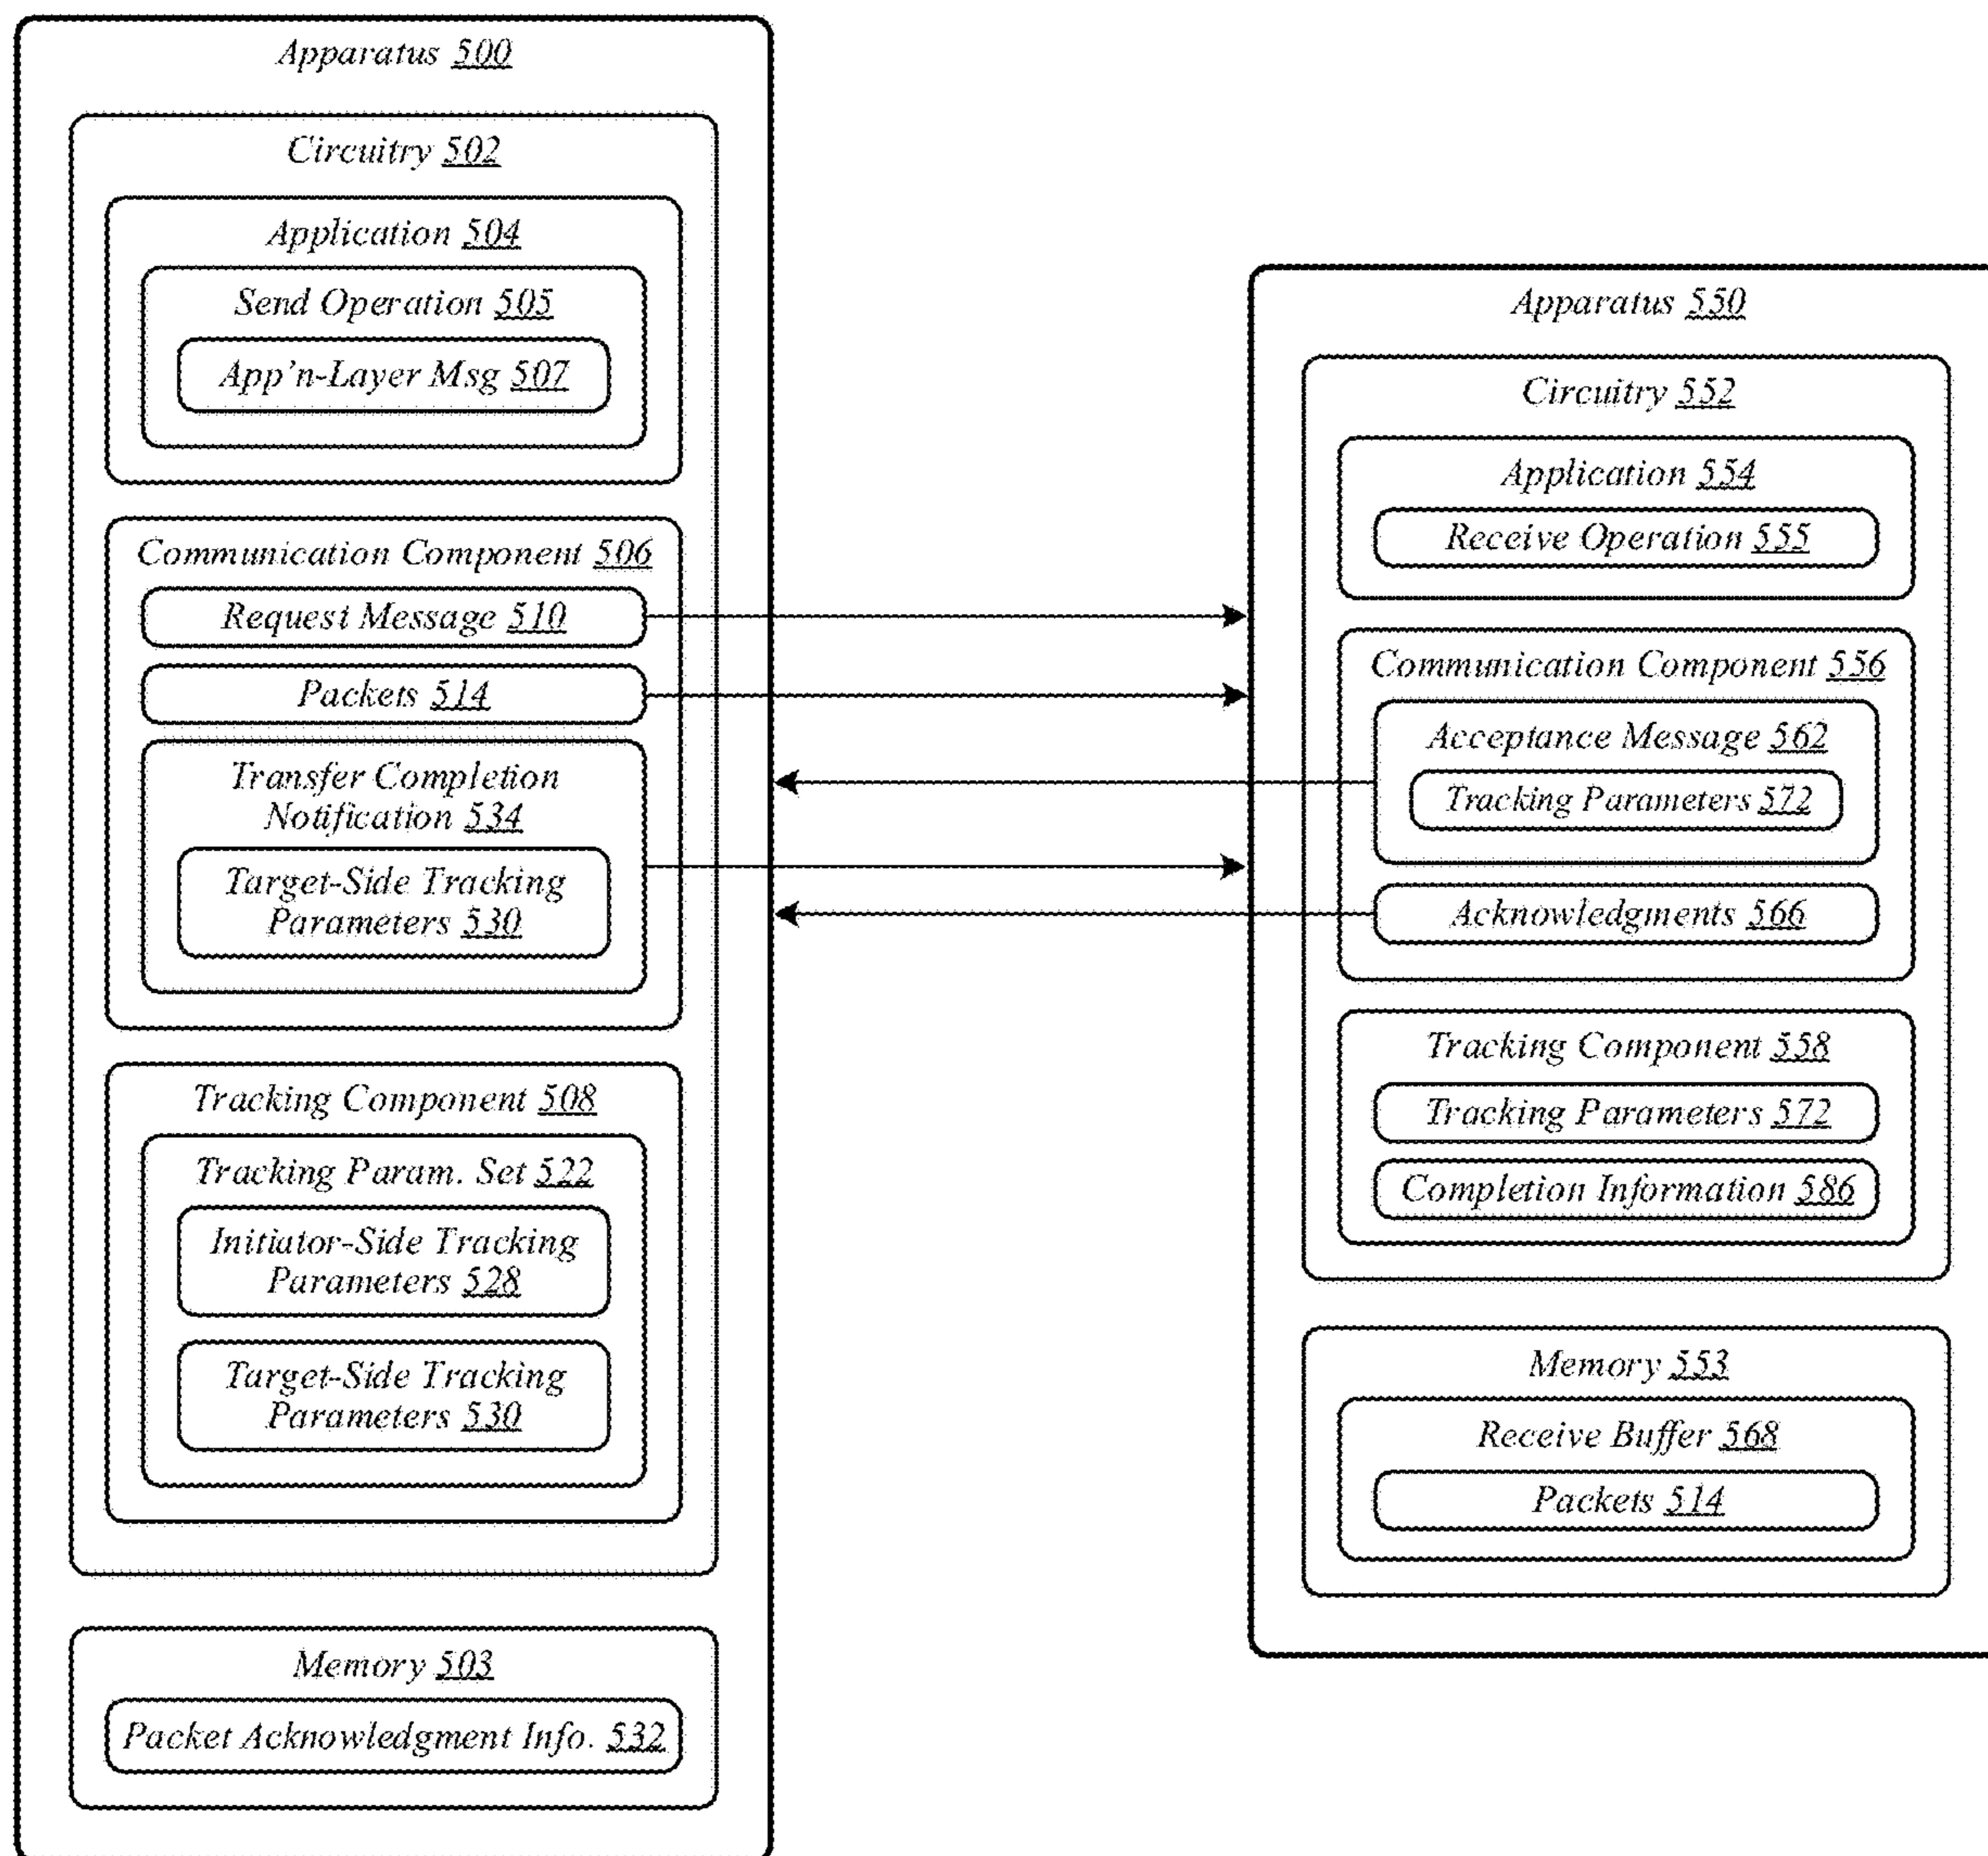 Apparatus 500
Circuitry 502
Application 504
Send Operation 505
App'n-Layer Msg 507
Communication Component 506
Request Message 510
Packets 514
Transfer Completion
Notification 534
Target-Side Tracking
Parameters 530
Tracking Component 508
Tracking Param. Set 522
Initiator-Side Tracking
Parameters 528
Target-Side Tracking
Parameters 530
Memory 503
Packet Acknowledgment Info. 532
Apparatus 550
Circuitry 552
Application 554
Receive Operation 555
Communication Component 556
Acceptance Message 562
Tracking Parameters 572
Acknowledgments 566
Tracking Component 558
Tracking Parameters 572
Completion Information 586
Memory 553
Receive Buffer 568
Packets 514